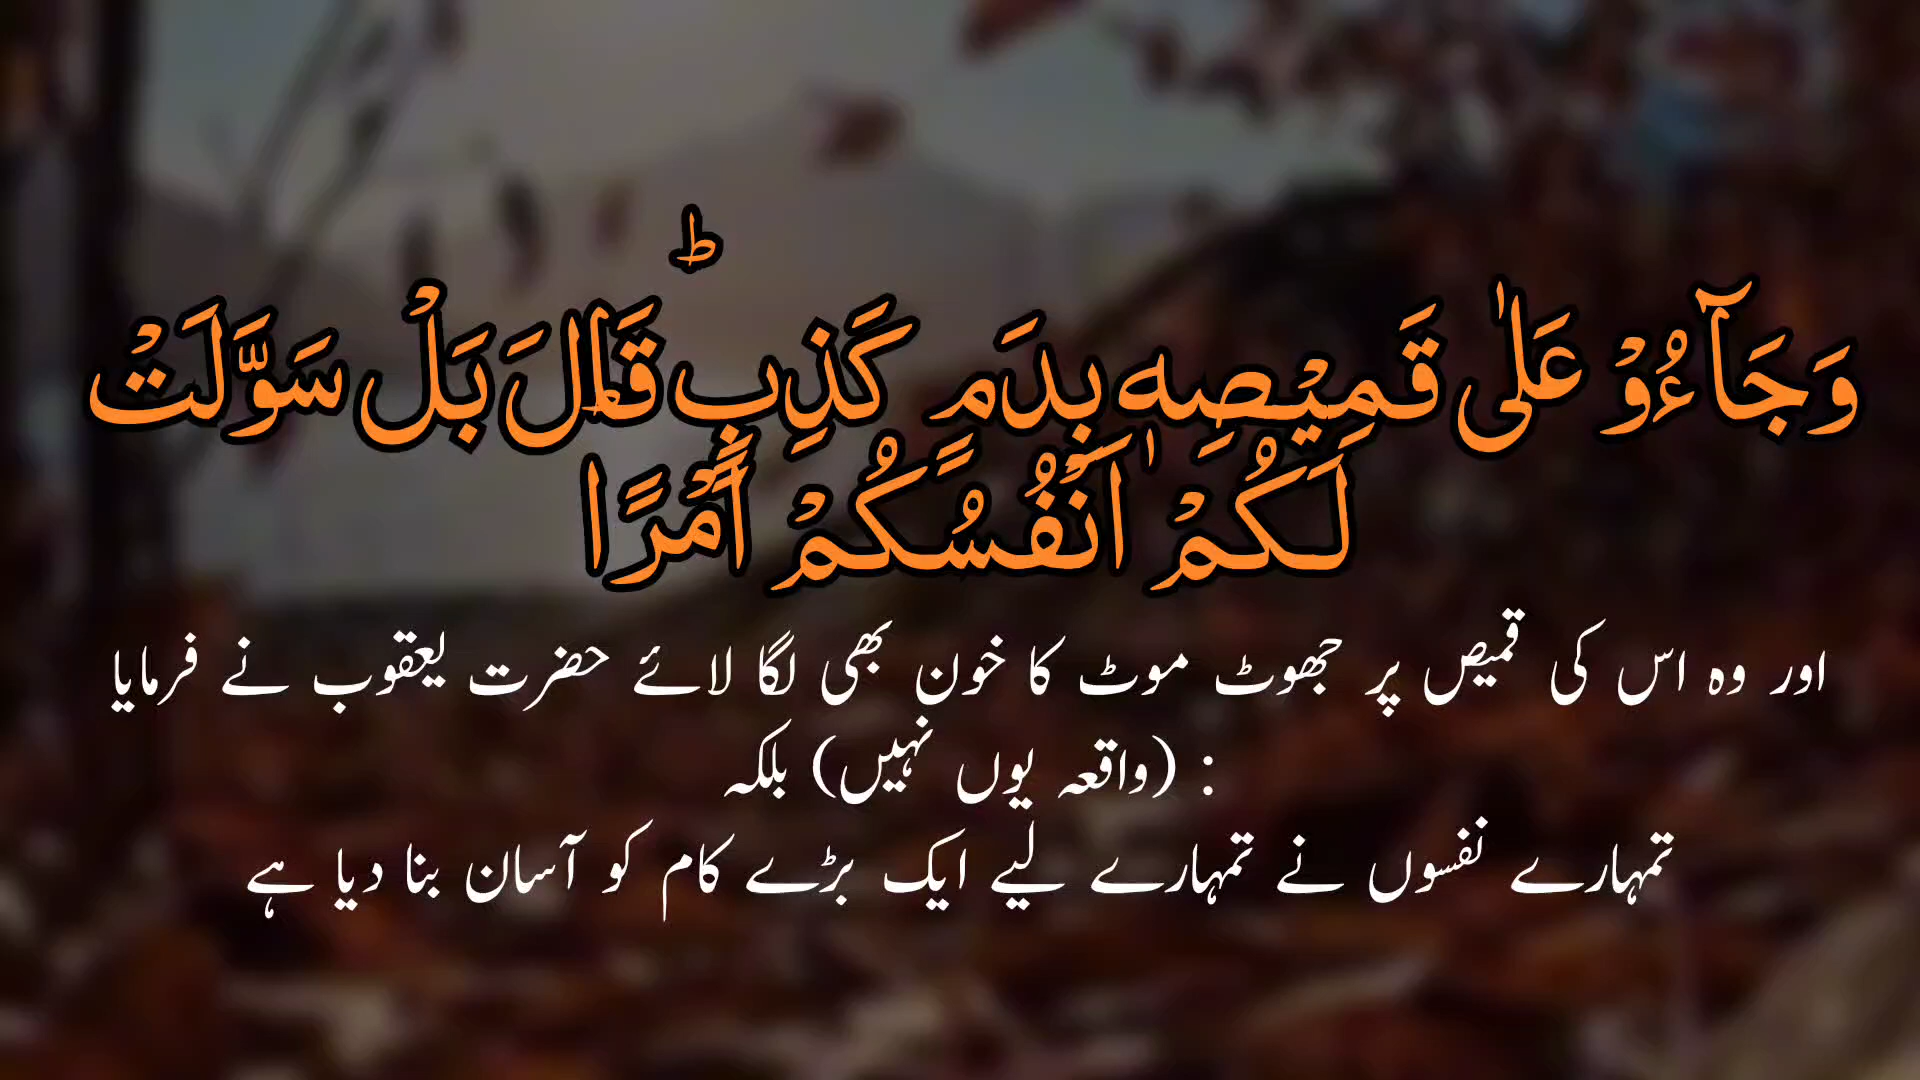 وَجَآءُوْ عَلٰى قَمِيْصِهٖ بِدَمٍ كَذِبٍؕ قَالَ بَلْ سَوَّلَتْ
لَـكُمْ اَنْفُسُكُمْ اَمْرًاؕ
اور وہ اس کی قمیص پر جھوٹ موٹ کا خون بھی لگا لائے حضرت یعقوب نے فرمایا
: (واقعہ یوں نہیں) بلکہ
تمہارے نفسوں نے تمہارے لیے ایک بڑے کام کو آسان بنا دیا ہے